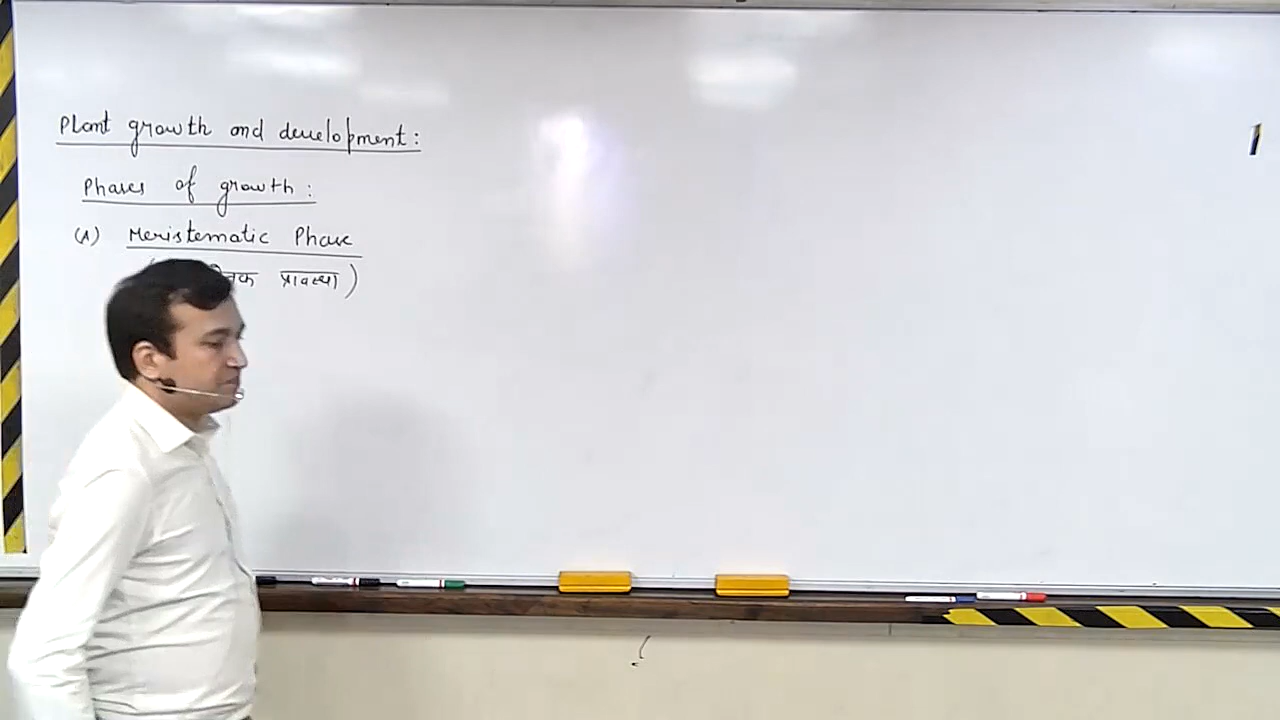 Plant growth and development:
Phases of growth:
(A) Meristematic Phase
प्रावस्था)
1